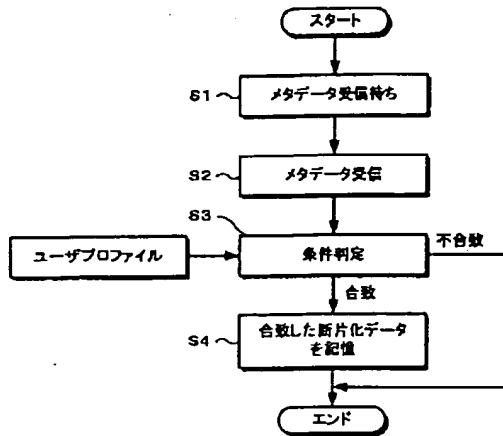 スタート
S1
メタデータ受信待ち
S2
メタデータ受信
S3
ユーザプロファイル
条件判定
不合致
合致
S4
合致した断片化データ
を記憶
エンド